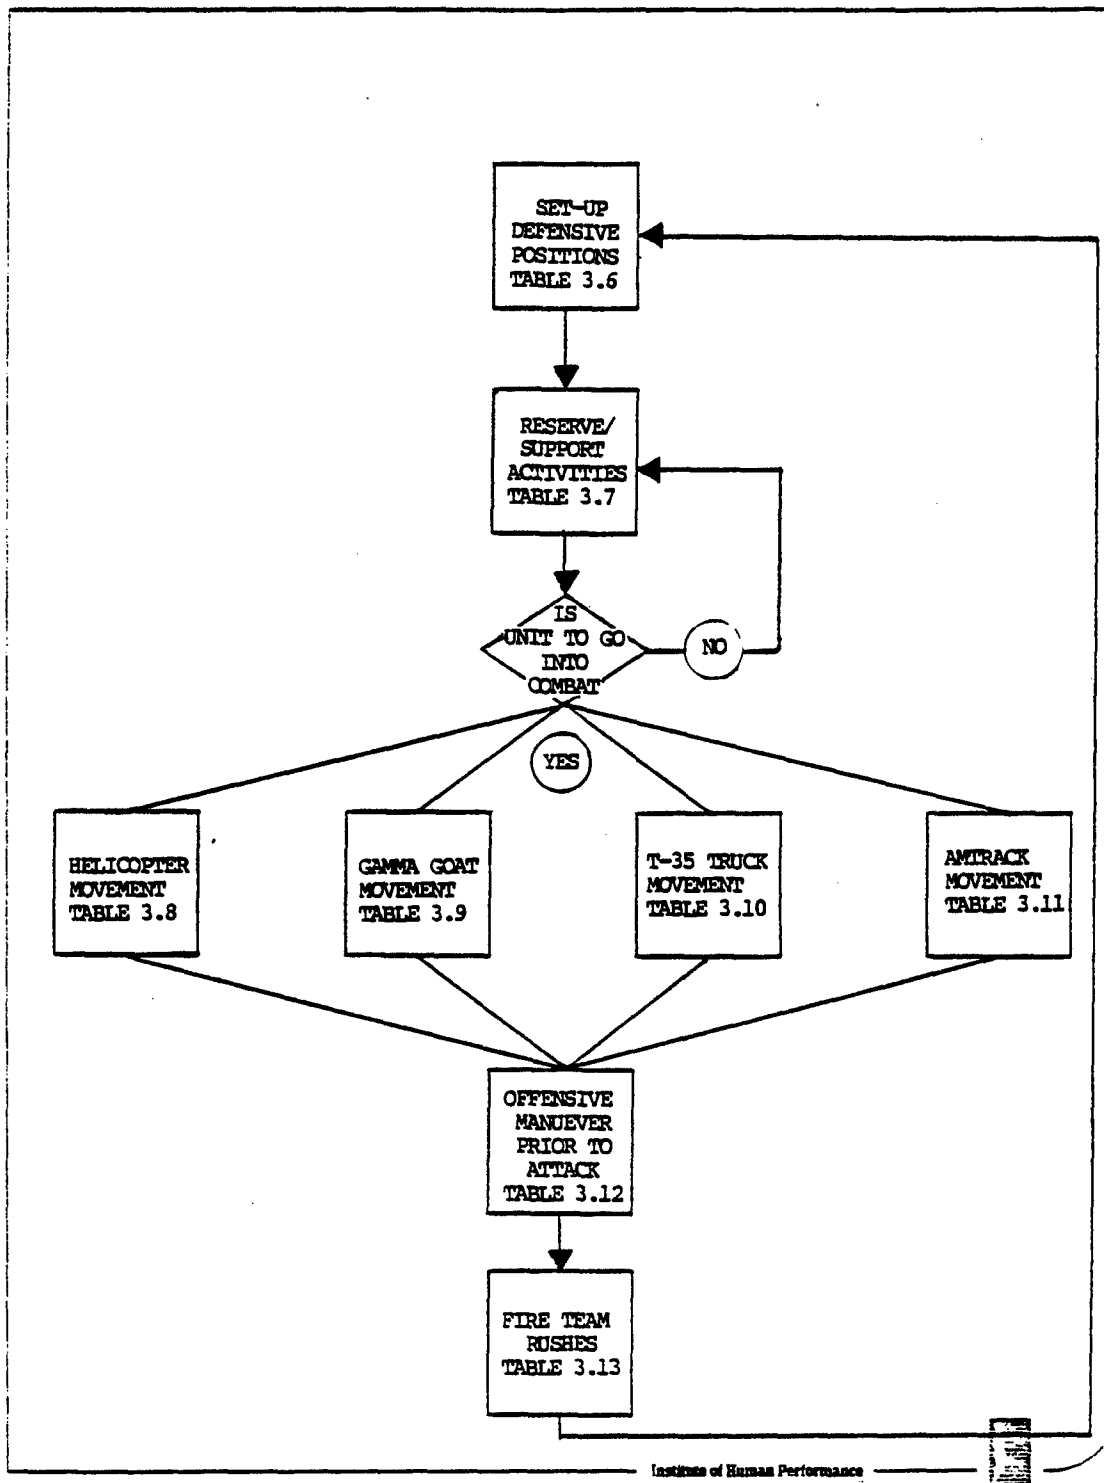 SET-UP
DEFENSIVE
POSITIONS
TABLE 3.6
RESERVE/
SUPPORT
ACTIVITIES
TABLE 3.7
IS
UNIT TO GO
INTO
COMBAT
NO
YES
HELICOPTER
MOVEMENT
TABLE 3.8
GAMMA GOAT
MOVEMENT
TABLE 3.9
T-35 TRUCK
MOVEMENT
TABLE 3.10
AMTRACK
MOVEMENT
TABLE 3.11
OFFENSIVE
MANUEVER
PRIOR TO
ATTACK
TABLE 3.12
FIRE TEAM
RUSHES
TABLE 3.13
Institute of Human Performance